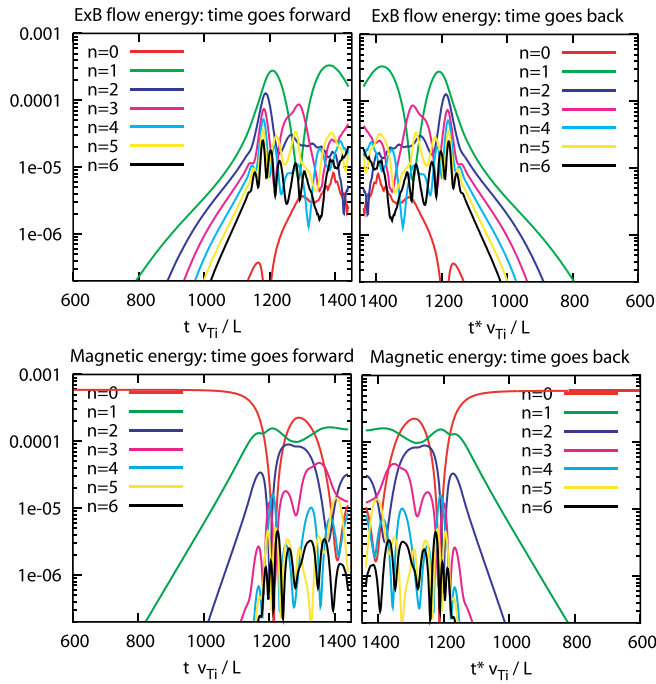 ExB flow energy: time goes forward
ExB flow energy: time goes back
0.001
0.0001
1e-05
1e-06
n=0
n=1
n=2
n=3
n=4
n=5
n=6
n=0
n=1
n=2
n=3
n=4
n=5
n=6
600 800 1000 1200 1400
1400 1200 1000 800 600
t vTi / L
t* vTi / L
Magnetic energy: time goes forward
Magnetic energy: time goes back
0.001
0.0001
1e-05
1e-06
n=0
n=1
n=2
n=3
n=4
n=5
n=6
n=0
n=1
n=2
n=3
n=4
n=5
n=6
600 800 1000 1200 1400
1400 1200 1000 800 600
t vTi / L
t* vTi / L